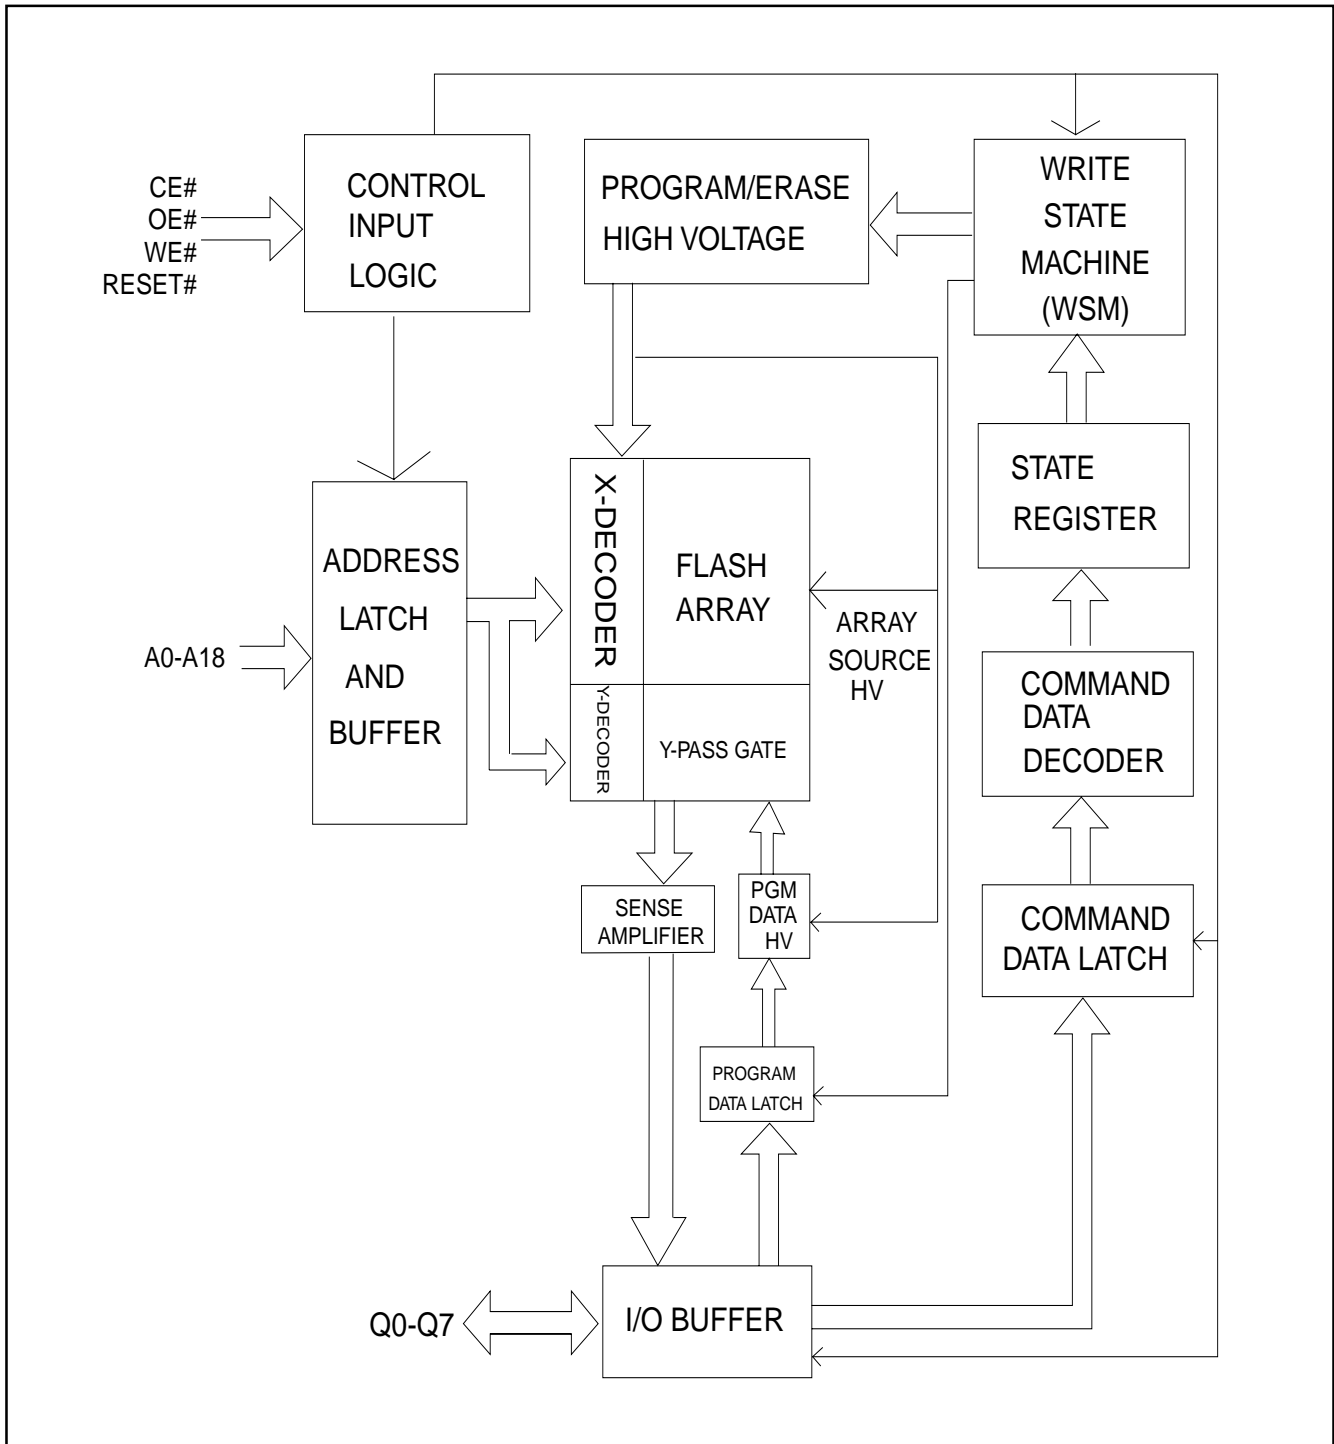 CE#
OE#
WE#
RESET#
CONTROL
INPUT
LOGIC
PROGRAM/ERASE
HIGH VOLTAGE
WRITE
STATE
MACHINE
(WSM)
STATE
REGISTER
ADDRESS
LATCH
AND
BUFFER
A0-A18
X-DECODER
FLASH
ARRAY
ARRAY
SOURCE
HV
Y-DECODER
Y-PASS GATE
COMMAND
DATA
DECODER
SENSE
AMPLIFIER
PGM
DATA
HV
COMMAND
DATA LATCH
PROGRAM
DATA LATCH
Q0-Q7
I/O BUFFER